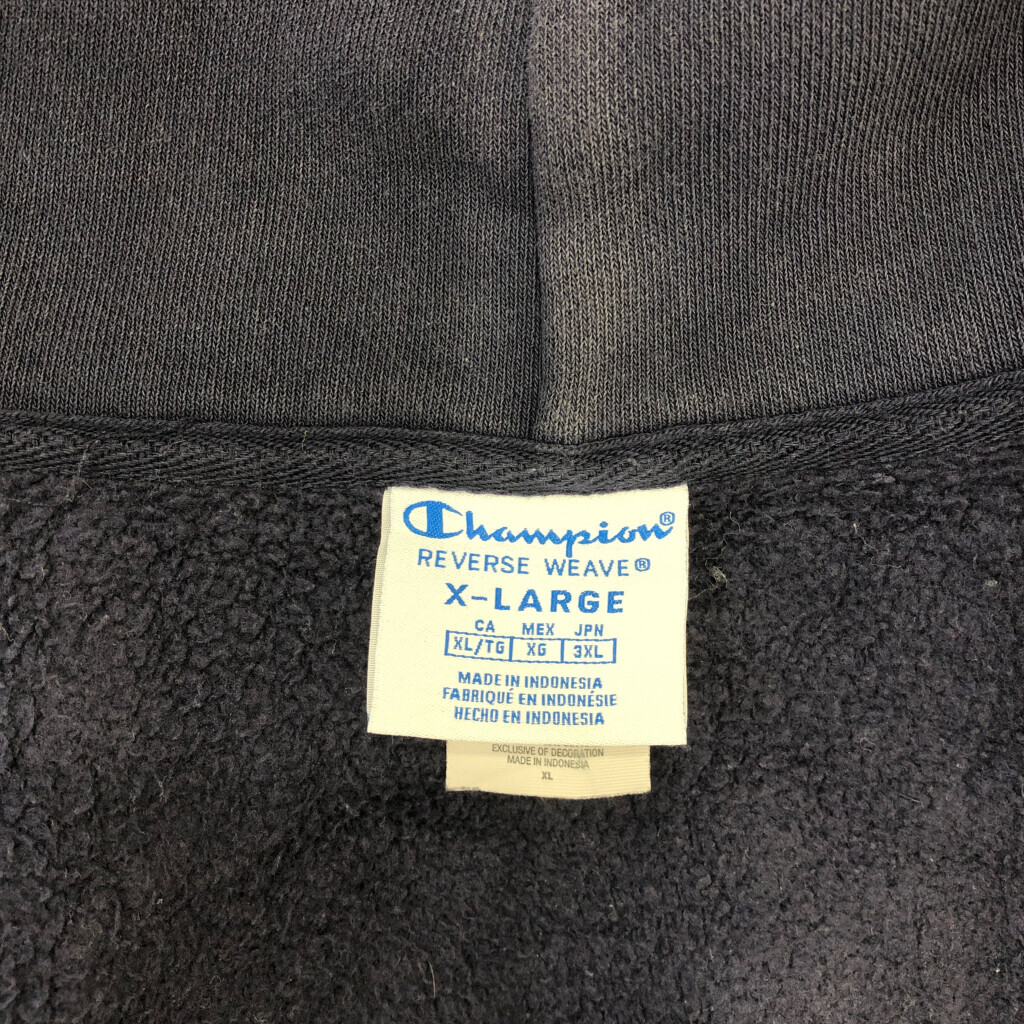 Champion®
REVERSE WEAVE®
X-LARGE
CA MEX JPN
XL/TG XG 3XL
MADE IN INDONESIA
FABRIQUÉ EN INDONÉSIE
HECHO EN INDONESIA
EXCLUSIVE OF DECORATION
MADE IN INDONESIA
XL